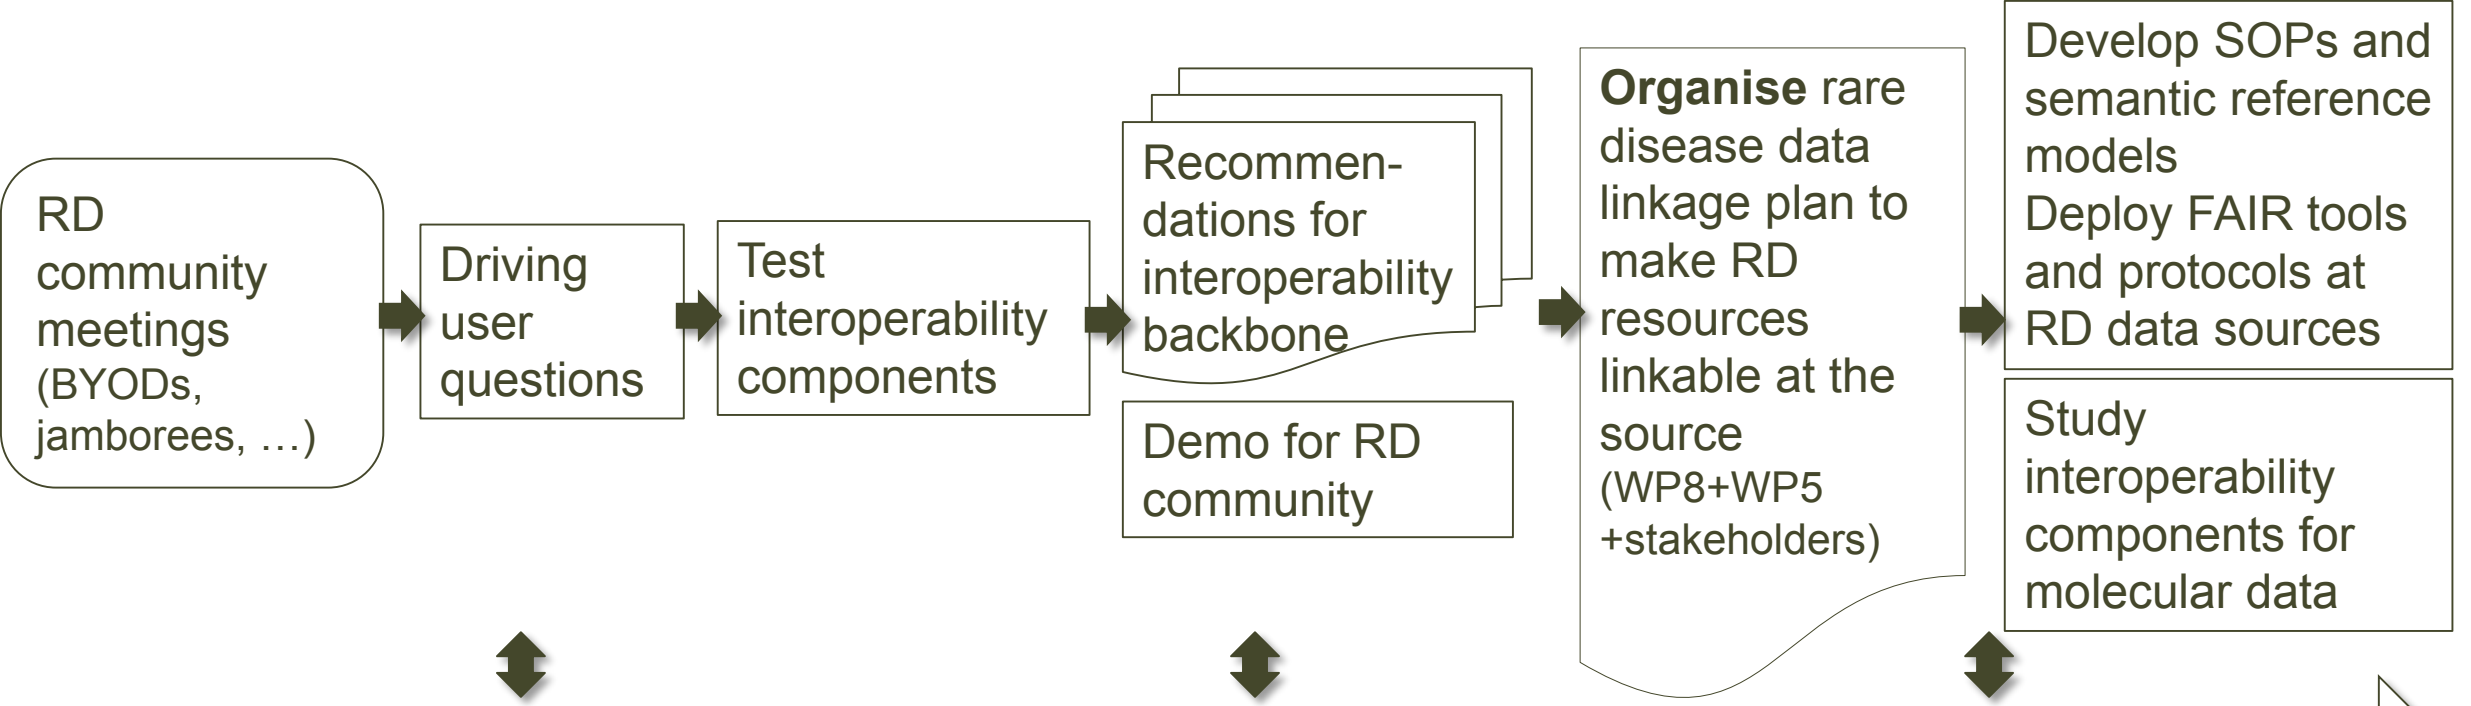 RD
community
meetings
(BYODs,
jamborees, …)
Driving
user
questions
Test
interoperability
components
Recommen-
dations for
interoperability
backbone
Demo for RD
community
Organise rare
disease data
linkage plan to
make RD
resources
linkable at the
source
(WP8+WP5
+stakeholders)
Develop SOPs and
semantic reference
models
Deploy FAIR tools
and protocols at
RD data sources
Study
interoperability
components for
molecular data